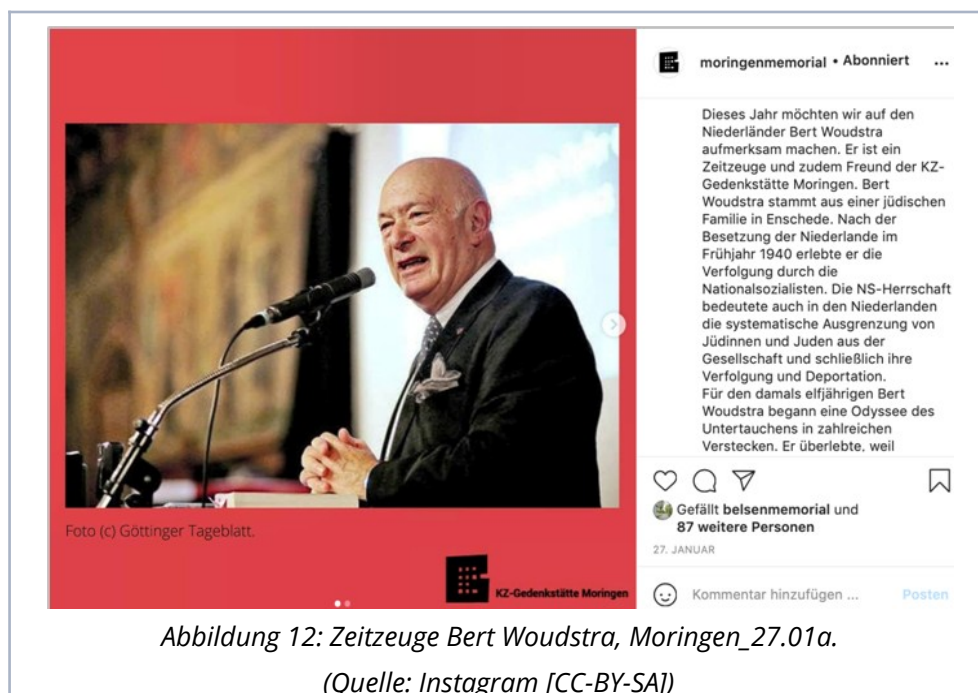 moringenmemorial • Abonniert ...
Dieses Jahr möchten wir auf den
Niederländer Bert Woudstra
aufmerksam machen. Er ist ein
Zeitzeuge und zudem Freund der KZ-
Gedenkstätte Moringen. Bert
Woudstra stammt aus einer jüdischen
Familie in Enschede. Nach der
Besetzung der Niederlande im
Frühjahr 1940 erlebte er die
Verfolgung durch die
Nationalsozialisten. Die NS-Herrschaft
bedeutete auch in den Niederlanden
die systematische Ausgrenzung von
Jüdinnen und Juden aus der
Gesellschaft und schließlich ihre
Verfolgung und Deportation.
Für den damals elfjährigen Bert
Woudstra begann eine Odyssee des
Untertauchens in zahlreichen
Verstecken. Er überlebte, weil
Gefällt belsenmemorial und
87 weitere Personen
27. JANUAR
Kommentar hinzufügen ... Posten
Foto (c) Göttinger Tageblatt.
KZ-Gedenkstätte Moringen
Abbildung 12: Zeitzeuge Bert Woudstra, Moringen_27.01a.
(Quelle: Instagram [CC-BY-SA])